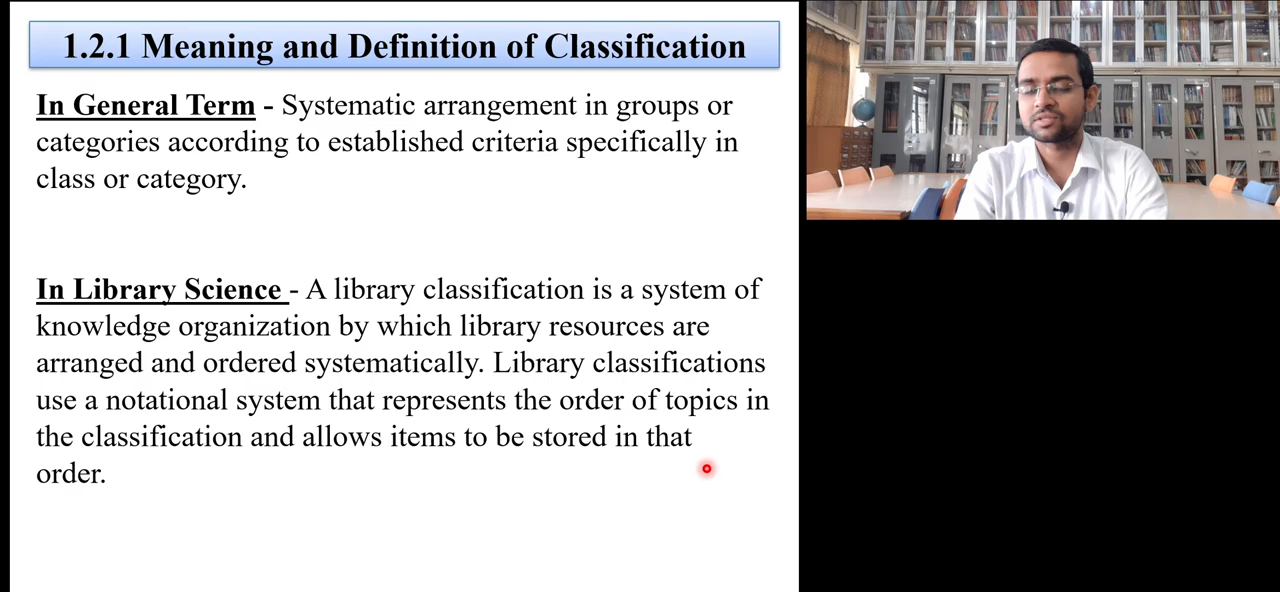 1.2.1 Meaning and Definition of Classification
In General Term - Systematic arrangement in groups or
categories according to established criteria specifically in
class or category.
In Library Science - A library classification is a system of
knowledge organization by which library resources are
arranged and ordered systematically. Library classifications
use a notational system that represents the order of topics in
the classification and allows items to be stored in that
order.